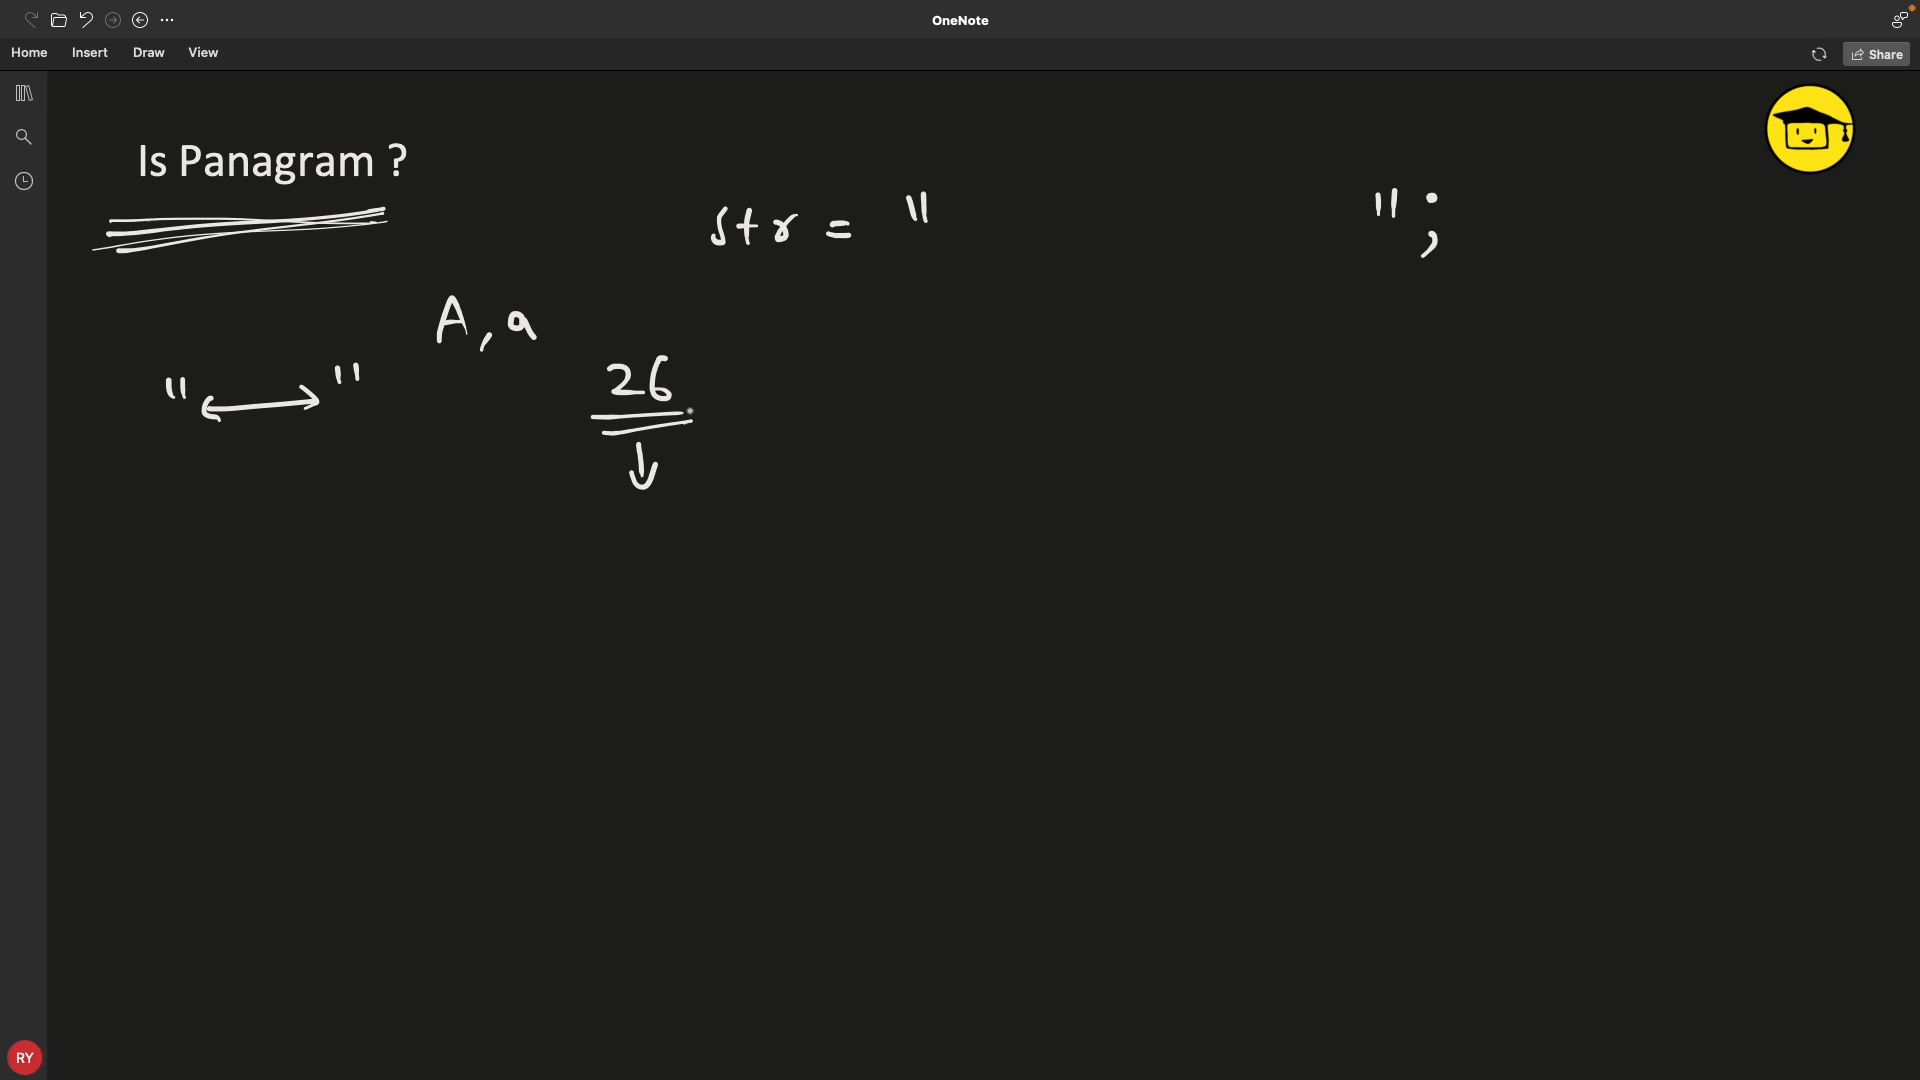 OneNote
Home Insert Draw View
Share
Is Panagram ?
str = " " ;
A, a
" "
26
RY